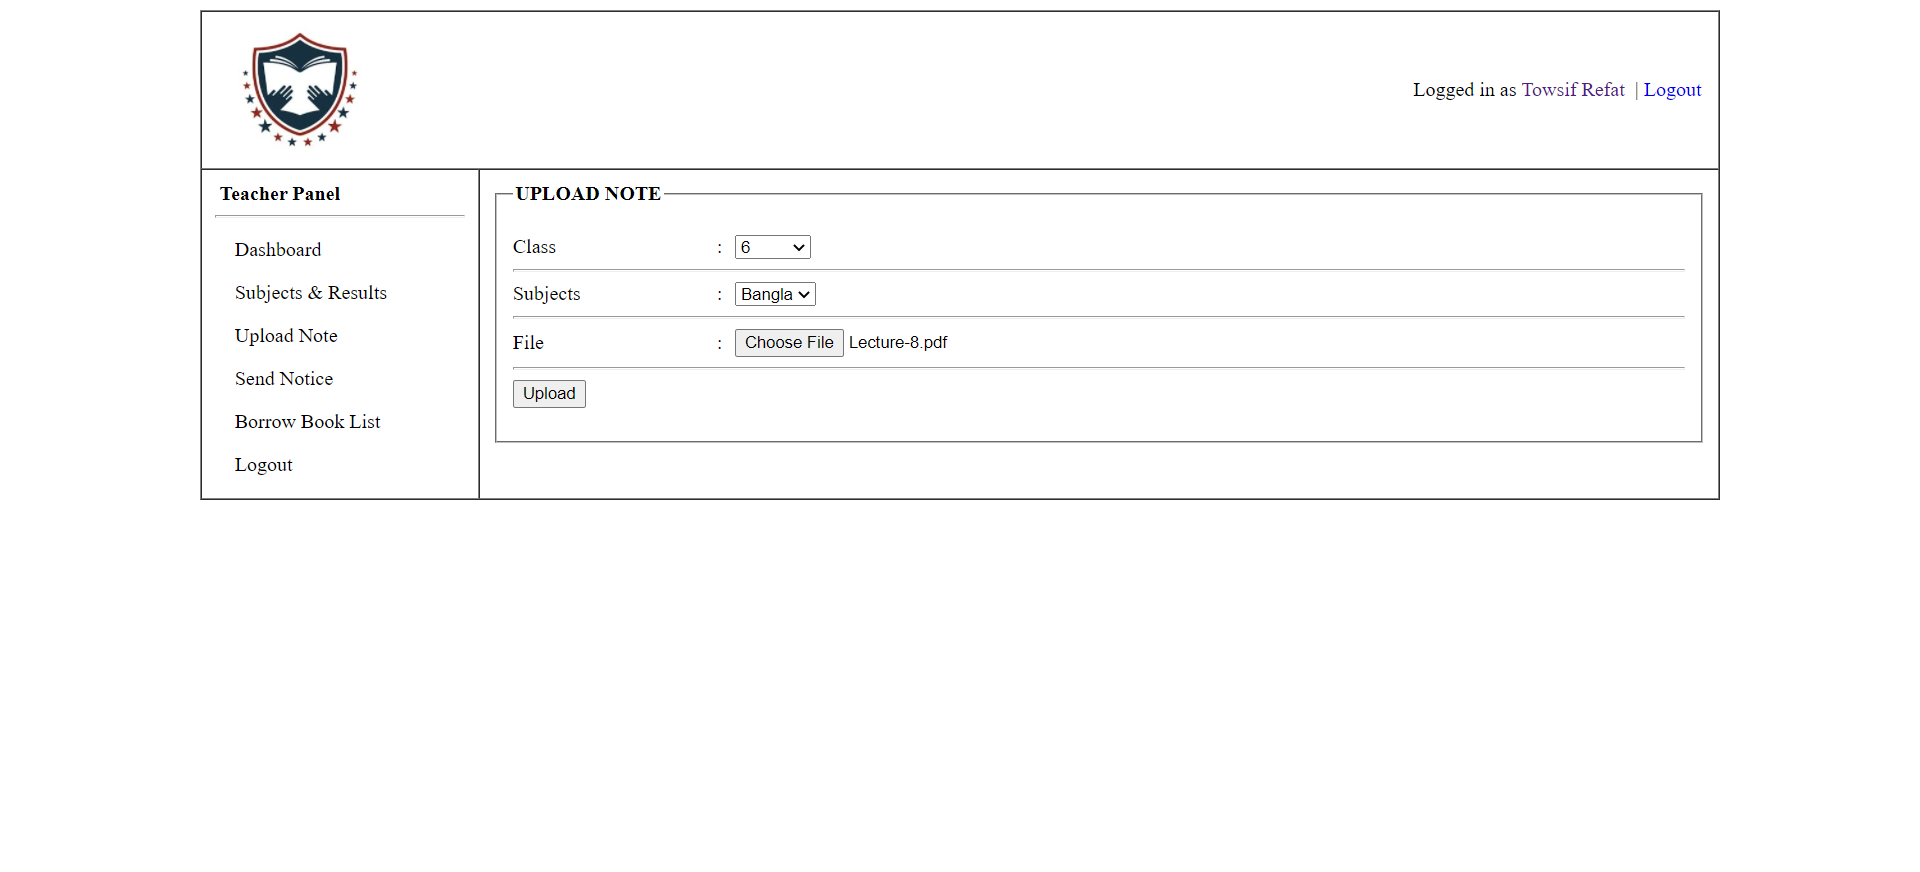 Logged in as Towsif Refat | Logout
Teacher Panel
Dashboard
Subjects & Results
Upload Note
Send Notice
Borrow Book List
Logout
UPLOAD NOTE
Class : 6
Subjects : Bangla
File : Choose File Lecture-8.pdf
Upload